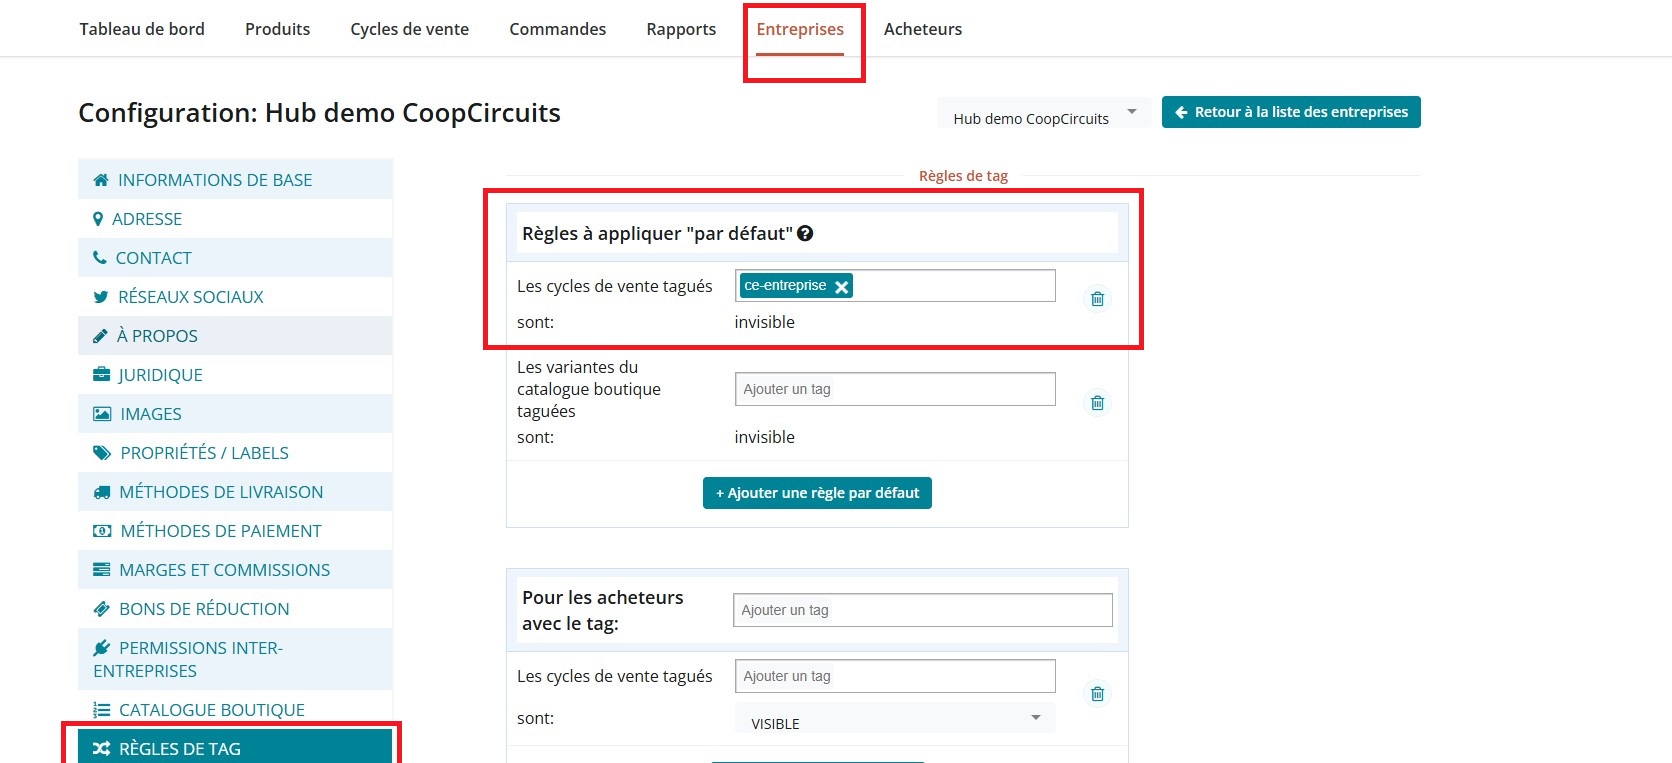 Tableau de bord Produits Cycles de vente Commandes Rapports Entreprises Acheteurs
Configuration: Hub demo CoopCircuits
Hub demo CoopCircuits
Retour à la liste des entreprises
INFORMATIONS DE BASE
ADRESSE
CONTACT
RÉSEAUX SOCIAUX
À PROPOS
JURIDIQUE
IMAGES
PROPRIÉTÉS / LABELS
MÉTHODES DE LIVRAISON
MÉTHODES DE PAIEMENT
MARGES ET COMMISSIONS
BONS DE RÉDUCTION
PERMISSIONS INTER-
ENTREPRISES
CATALOGUE BOUTIQUE
RÈGLES DE TAG
Règles de tag
Règles à appliquer "par défaut" ?
Les cycles de vente tagués ce-entreprise
sont: invisible
Les variantes du
catalogue boutique
taguées
Ajouter un tag
sont: invisible
+ Ajouter une règle par défaut
Pour les acheteurs
avec le tag:
Ajouter un tag
Les cycles de vente tagués Ajouter un tag
sont: VISIBLE